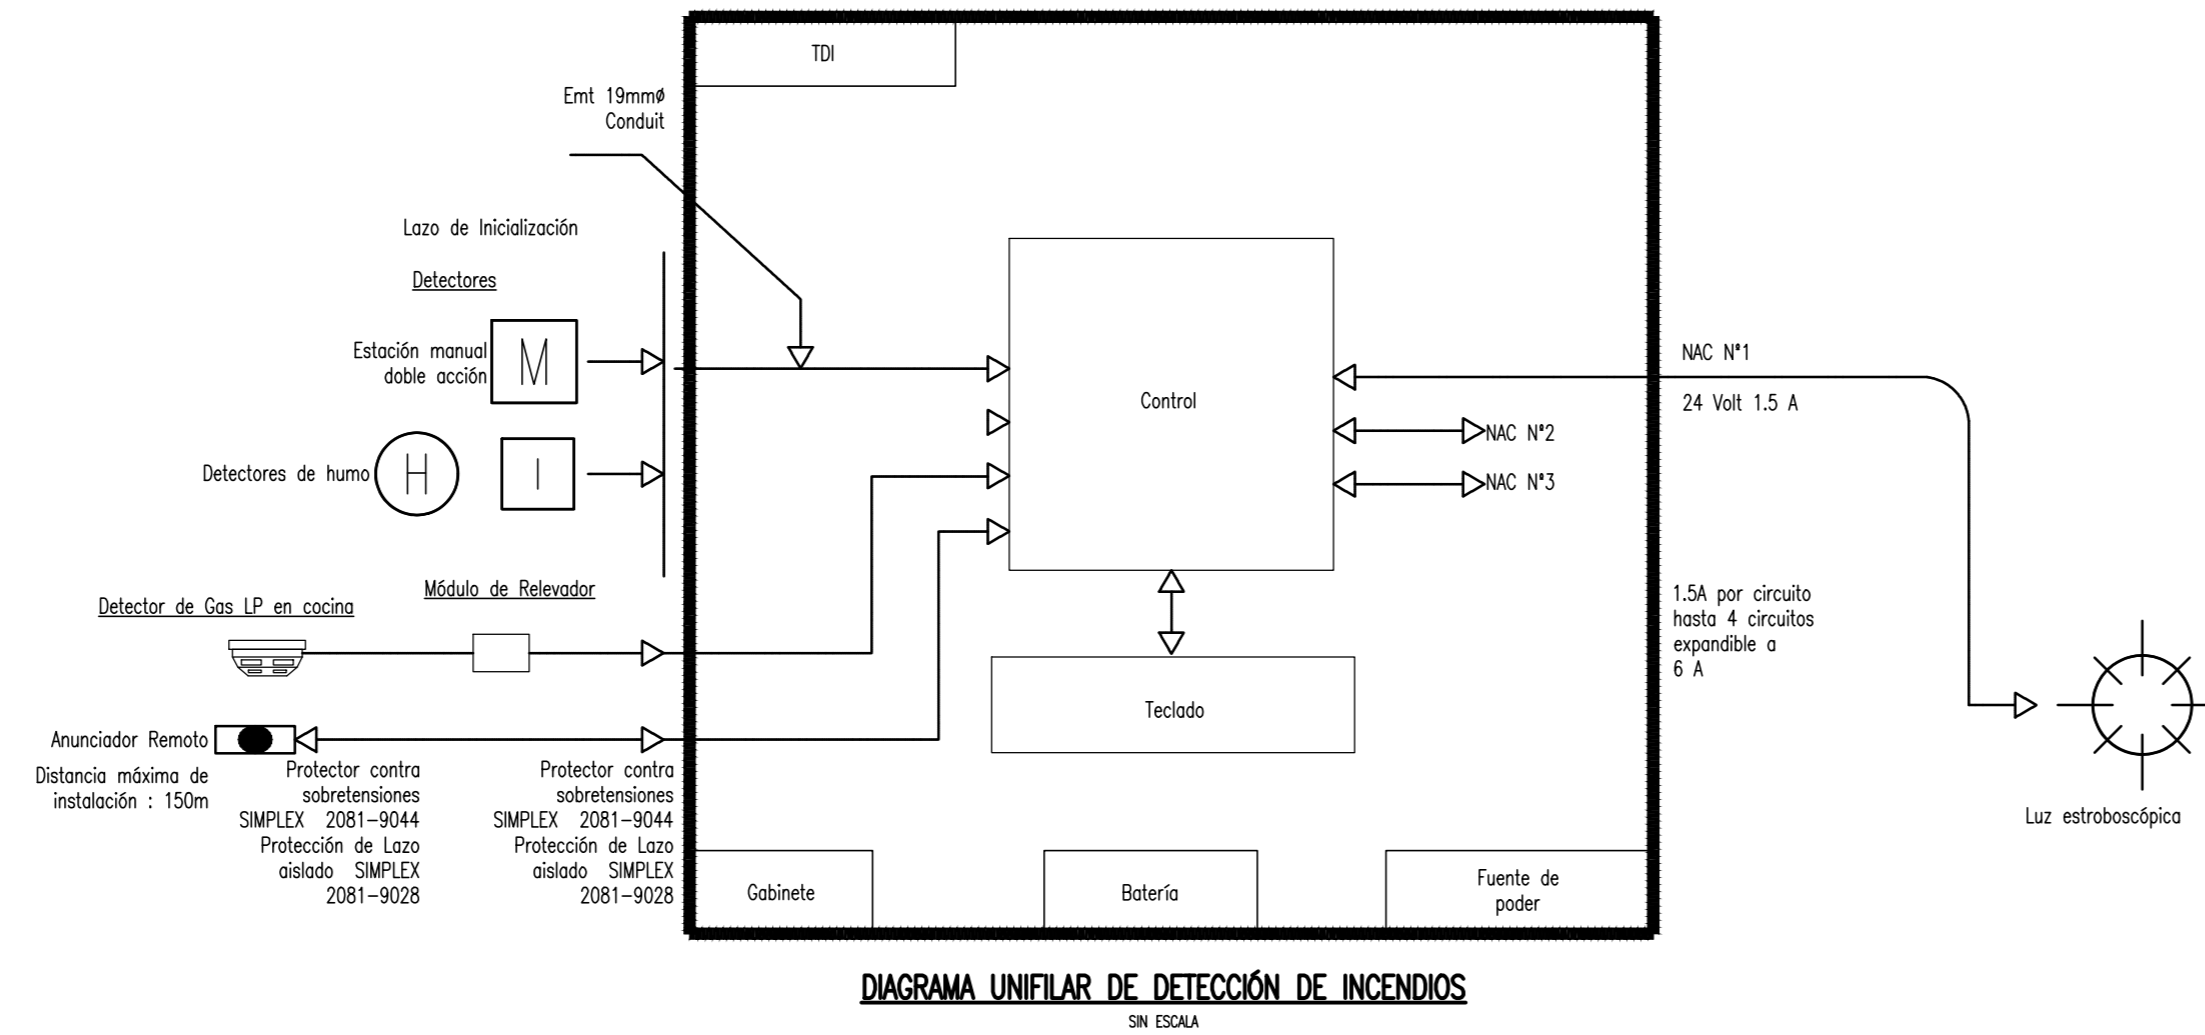 TDI
Emt 19mmø
Conduit
Lazo de Inicialización
Detectores
Estación manual
doble acción
M
Detectores de humo
H
I
Control
NAC Nº1
24 Volt 1.5 A
NAC Nº2
NAC Nº3
Módulo de Relevador
Detector de Gas LP en cocina
1.5A por circuito
hasta 4 circuitos
expandible a
6 A
Teclado
Anunciador Remoto
Distancia máxima de
instalación : 150m
Protector contra
sobretensiones
SIMPLEX 2081-9044
Protección de Lazo
aislado SIMPLEX
2081-9028
Protector contra
sobretensiones
SIMPLEX 2081-9044
Protección de Lazo
aislado SIMPLEX
2081-9028
Luz estroboscópica
Gabinete
Batería
Fuente de
poder
DIAGRAMA UNIFILAR DE DETECCIÓN DE INCENDIOS
SIN ESCALA